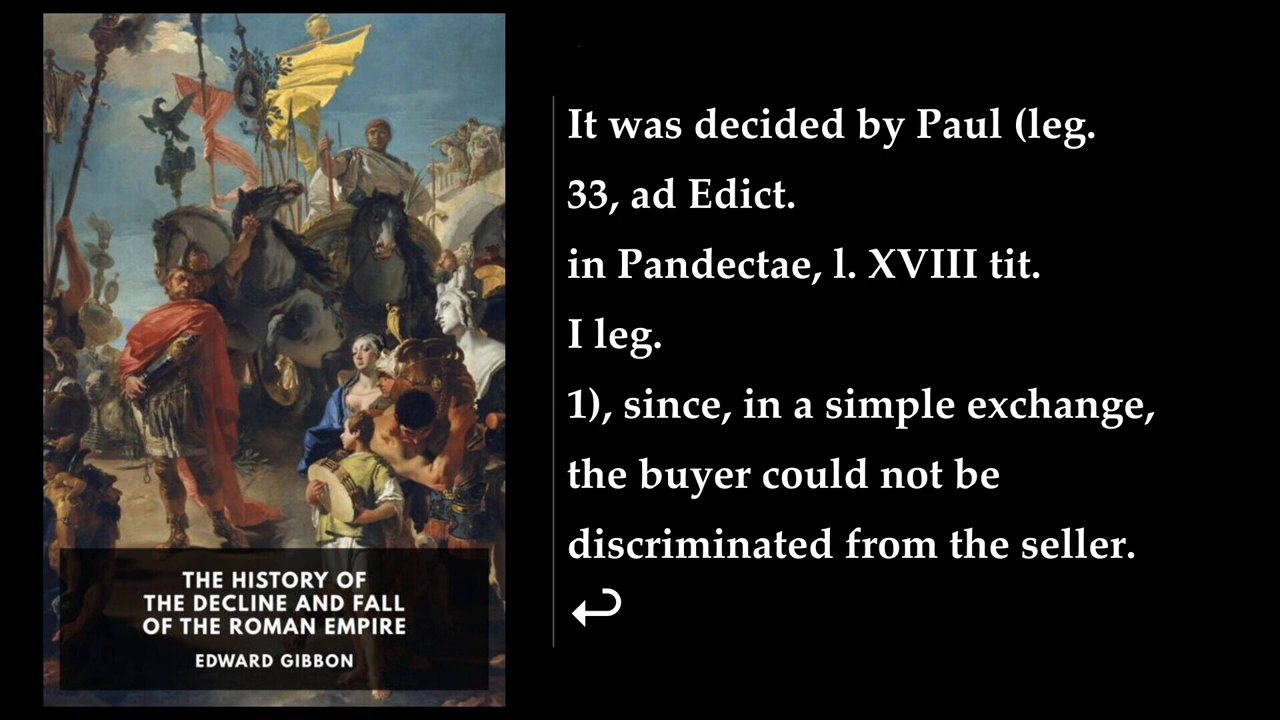 THE HISTORY OF
THE DECLINE AND FALL
OF THE ROMAN EMPIRE
EDWARD GIBBON
It was decided by Paul (leg.
33, ad Edict.
in Pandectae, l. XVIII tit.
I leg.
1), since, in a simple exchange,
the buyer could not be
discriminated from the seller.
↩